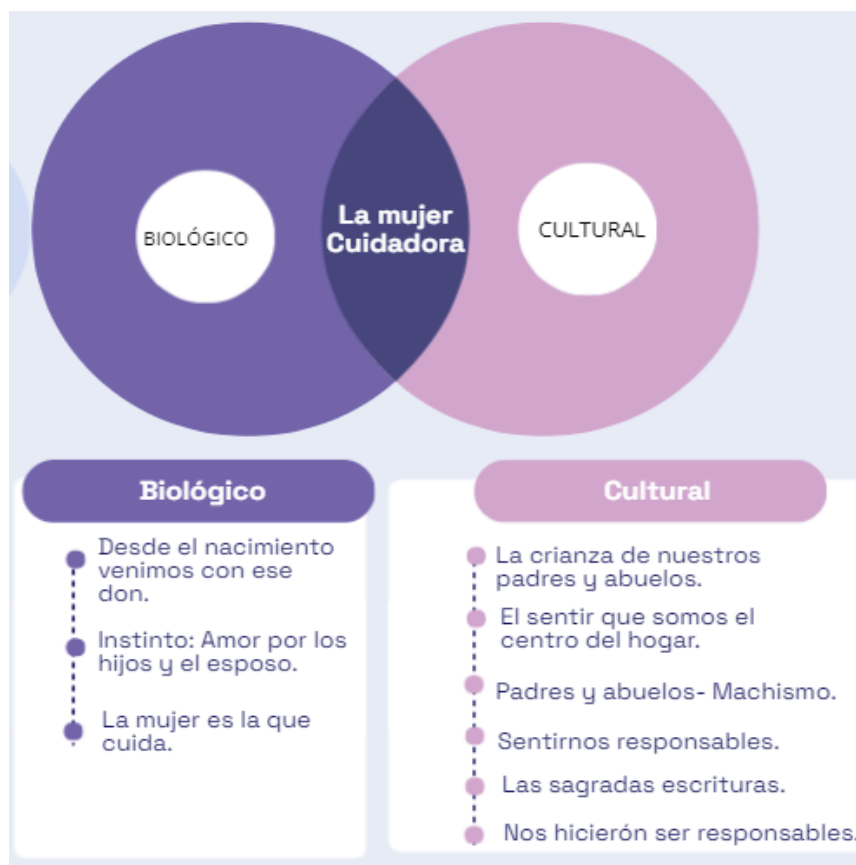 BIOLÓGICO
La mujer
Cuidadora
CULTURAL
Biológico
Desde el nacimiento
venimos con ese
don.
Instinto: Amor por los
hijos y el esposo.
La mujer es la que
cuida.
Cultural
La crianza de nuestros
padres y abuelos.
El sentir que somos el
centro del hogar.
Padres y abuelos- Machismo.
Sentirnos responsables.
Las sagradas escrituras.
Nos hicierón ser responsables.